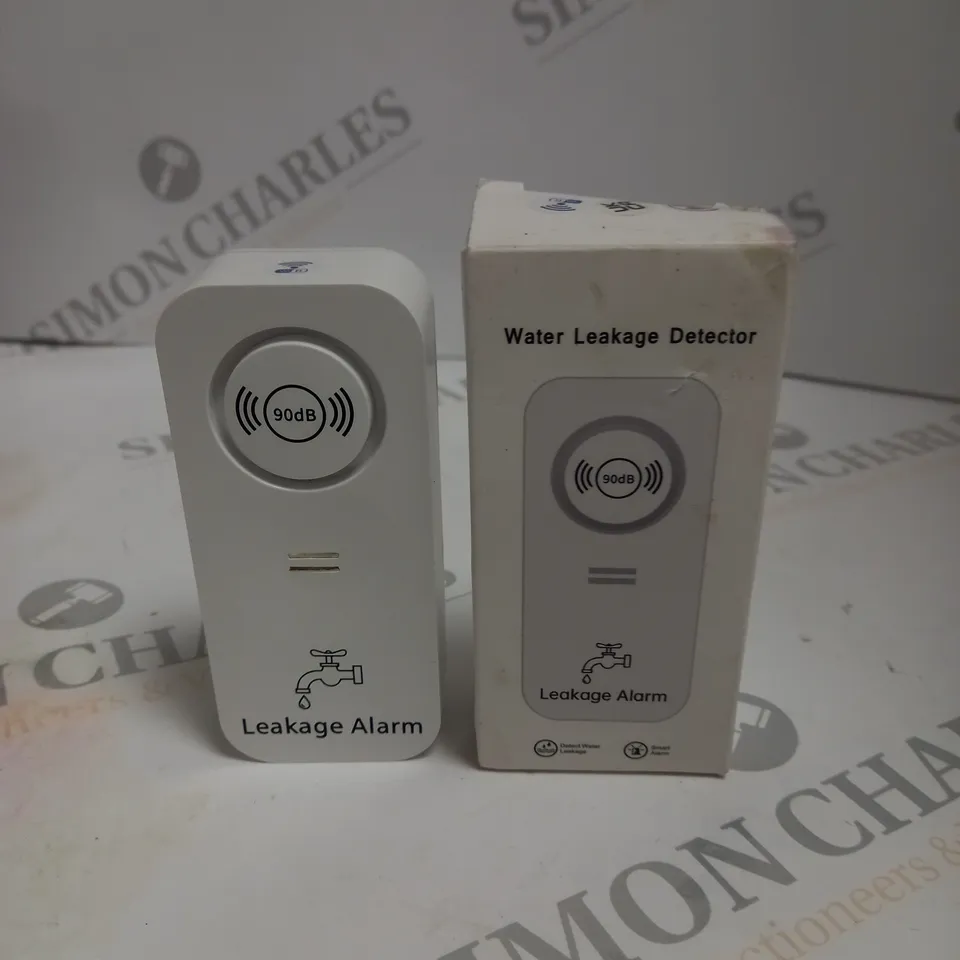 SIMON CHARLES
SIMON CHARLES
Auctioneers &
90dB
Leakage Alarm
Water Leakage Detector
90dB
Leakage Alarm
Detect Water
Leakage
Smart
Alarm